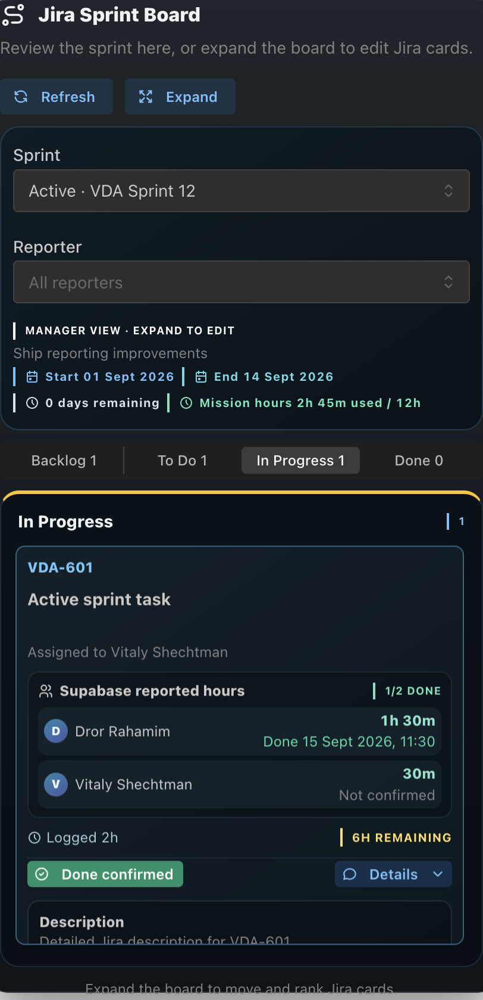 Jira Sprint Board
Review the sprint here, or expand the board to edit Jira cards.
Refresh
Expand
Sprint
Active · VDA Sprint 12
Reporter
All reporters
MANAGER VIEW · EXPAND TO EDIT
Ship reporting improvements
Start 01 Sept 2026
End 14 Sept 2026
0 days remaining
Mission hours 2h 45m used / 12h
Backlog 1
To Do 1
In Progress 1
Done 0
In Progress
1
VDA-601
Active sprint task
Assigned to Vitaly Shechtman
Supabase reported hours
1/2 DONE
D
Dror Rahamim
1h 30m
Done 15 Sept 2026, 11:30
V
Vitaly Shechtman
30m
Not confirmed
Logged 2h
6H REMAINING
Done confirmed
Details
Description
Detailed Jira description for VDA-601
Expand the board to move and rank Jira cards.